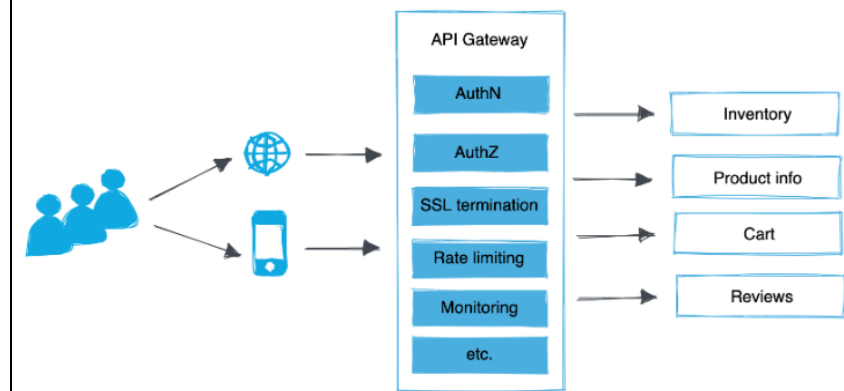 API Gateway
AuthN
AuthZ
SSL termination
Rate limiting
Monitoring
etc.
Inventory
Product info
Cart
Reviews